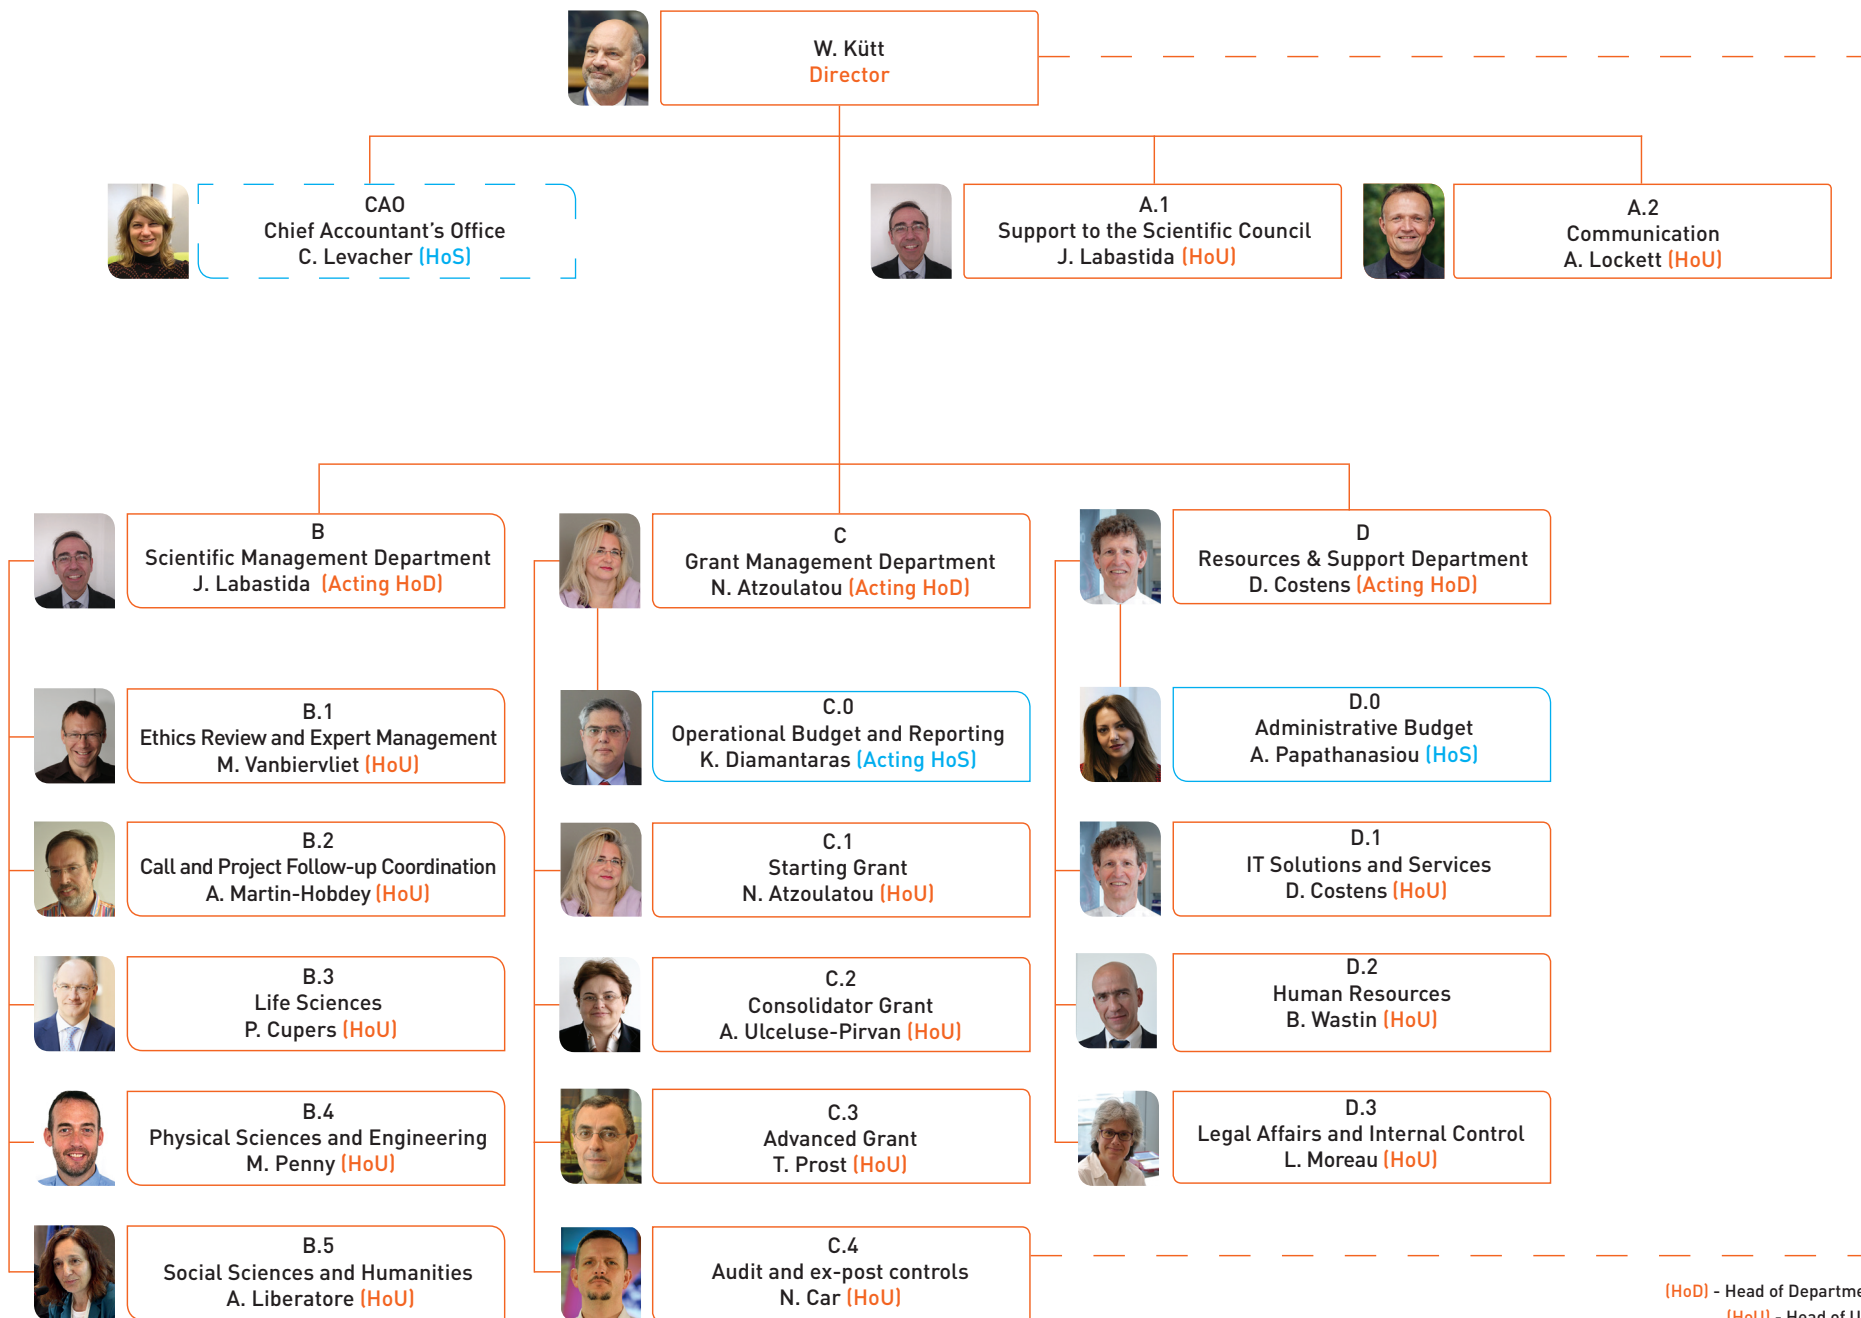 W. Kütt
Director
CAO
Chief Accountant's Office
C. Levacher (HoS)
A.1
Support to the Scientific Council
J. Labastida (HoU)
A.2
Communication
A. Lockett (HoU)
B
Scientific Management Department
J. Labastida (Acting HoD)
C
Grant Management Department
N. Atzoulatou (Acting HoD)
D
Resources & Support Department
D. Costens (Acting HoD)
B.1
Ethics Review and Expert Management
M. Vanbiervliet (HoU)
C.0
Operational Budget and Reporting
K. Diamantaras (Acting HoS)
D.0
Administrative Budget
A. Papathanasiou (HoS)
B.2
Call and Project Follow-up Coordination
A. Martin-Hobdey (HoU)
C.1
Starting Grant
N. Atzoulatou (HoU)
D.1
IT Solutions and Services
D. Costens (HoU)
B.3
Life Sciences
P. Cupers (HoU)
C.2
Consolidator Grant
A. Ulceluse-Pirvan (HoU)
D.2
Human Resources
B. Wastin (HoU)
B.4
Physical Sciences and Engineering
M. Penny (HoU)
C.3
Advanced Grant
T. Prost (HoU)
D.3
Legal Affairs and Internal Control
L. Moreau (HoU)
B.5
Social Sciences and Humanities
A. Liberatore (HoU)
C.4
Audit and ex-post controls
N. Car (HoU)
(HoD) - Head of Departme
(HoU) - Head of U